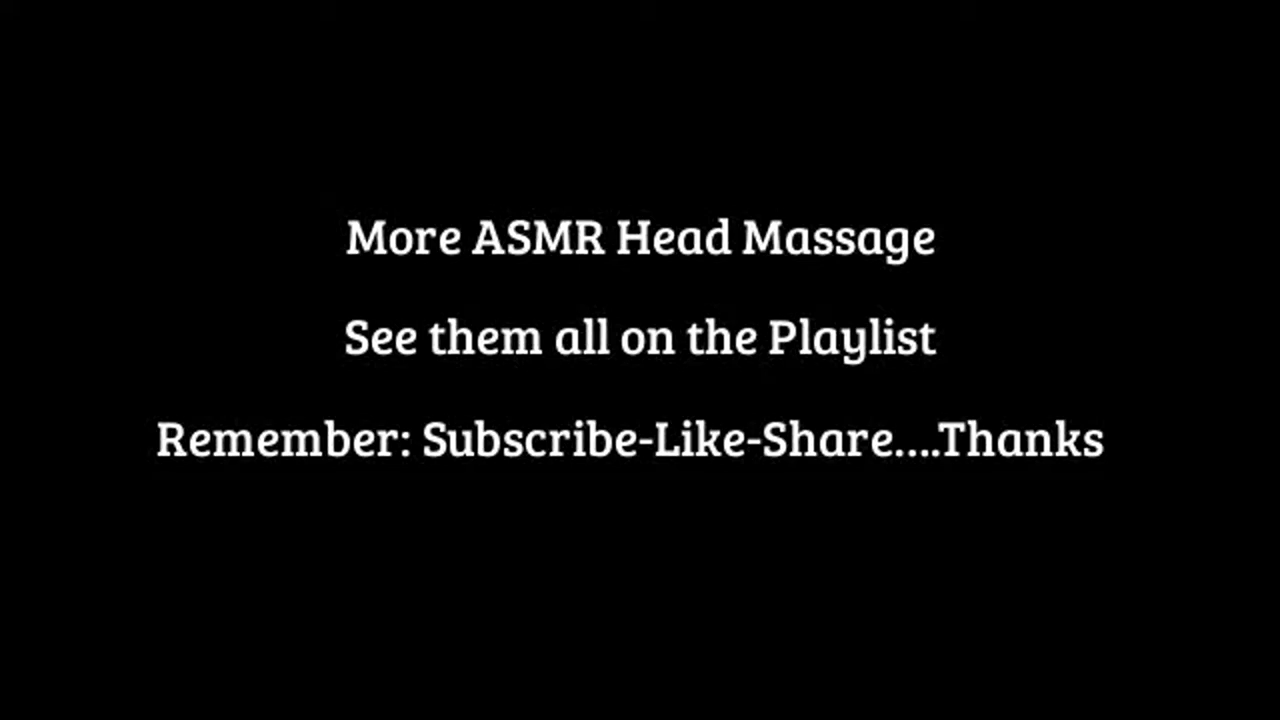 More ASMR Head Massage
See them all on the Playlist
Remember: Subscribe-Like-Share....Thanks